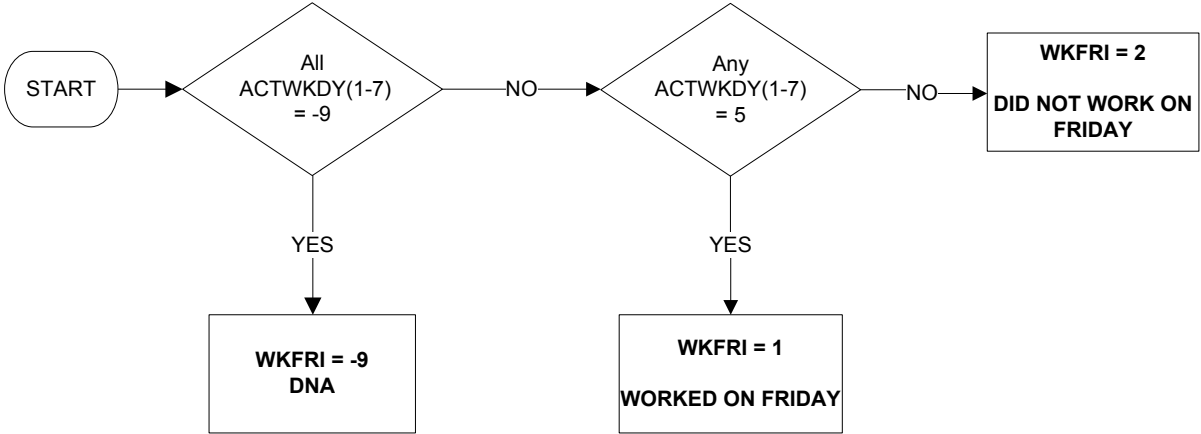 START
All
ACTWKDY(1-7)
= -9
NO
Any
ACTWKDY(1-7)
= 5
NO
WKFRI = 2
DID NOT WORK ON
FRIDAY
YES
YES
WKFRI = -9
DNA
WKFRI = 1
WORKED ON FRIDAY